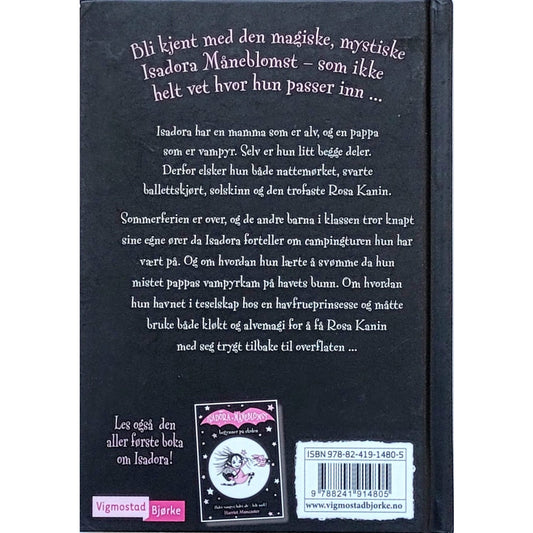 Bli kjent med den magiske, mystiske
Isadora Måneblomst – som ikke
helt vet hvor hun passer inn ...
Isadora har en mamma som er alv, og en pappa
som er vampyr. Selv er hun litt begge deler.
Derfor elsker hun både nattemørket, svarte
ballettskjørt, solskinn og den trofaste Rosa Kanin.
Sommerferien er over, og de andre barna i klassen tror knapt
sine egne ører da Isadora forteller om campingturen hun har
vært på. Og om hvordan hun lærte å svømme da hun
mistet pappas vampyrkam på havets bunn. Om hvordan
hun havnet i teselskap hos en havfrueprinsesse og måtte
bruke både kløkt og alvemagi for å få Rosa Kanin
med seg trygt tilbake til overflaten ...
Les også den
aller første boka
om Isadora!
Vigmostad
Bjørke
ISADORA MÅNEBLOMST
begynner på skolen
Halvt vampyr, halvt alv – helt unik!
Harriet Muncaster
ISBN 978-82-419-1480-5
9 788241 914805
www.vigmostadbjorke.no